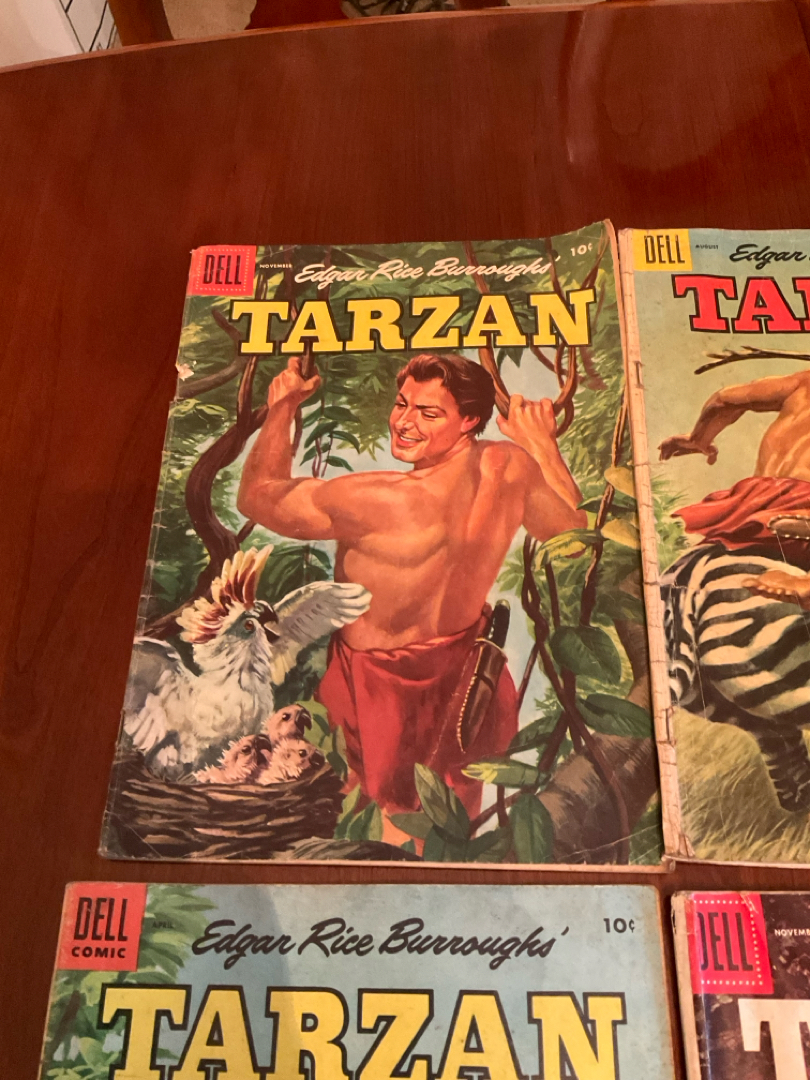 DELL
NOVEMBER
Edgar Rice Burroughs'
10¢
TARZAN
DELL
AUGUST
Edgar
TA
DELL
COMIC
APRIL
Edgar Rice Burroughs'
10¢
TARZAN
DELL
NOVEMB
T